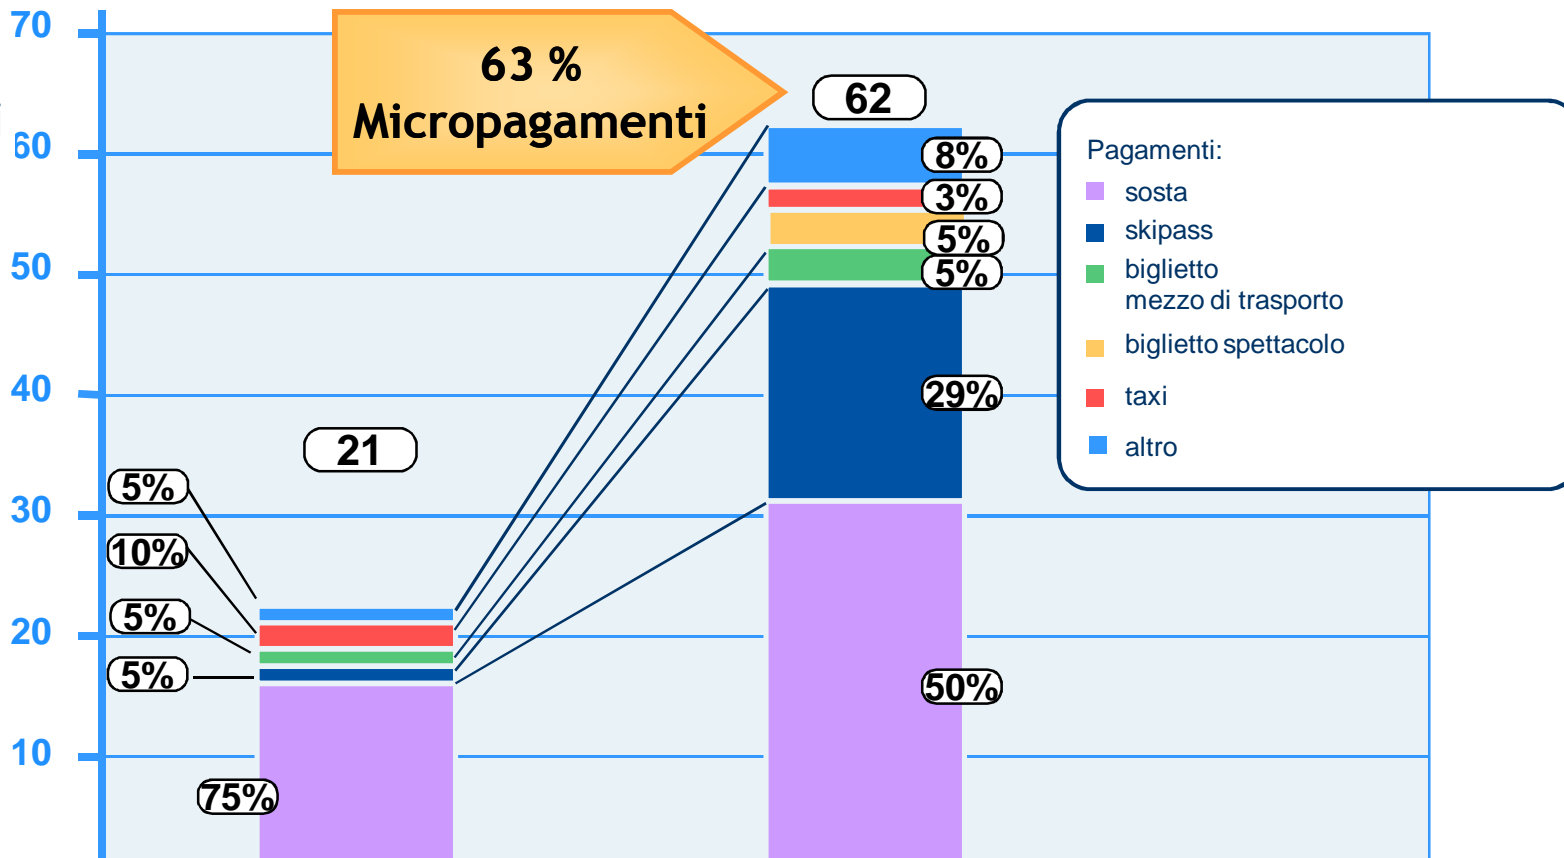 70
60
50
40
30
20
10
63 %
Micropagamenti
62
8%
3%
5%
5%
29%
50%
21
5%
10%
5%
5%
75%
Pagamenti:
sosta
skipass
biglietto
mezzo di trasporto
biglietto spettacolo
taxi
altro